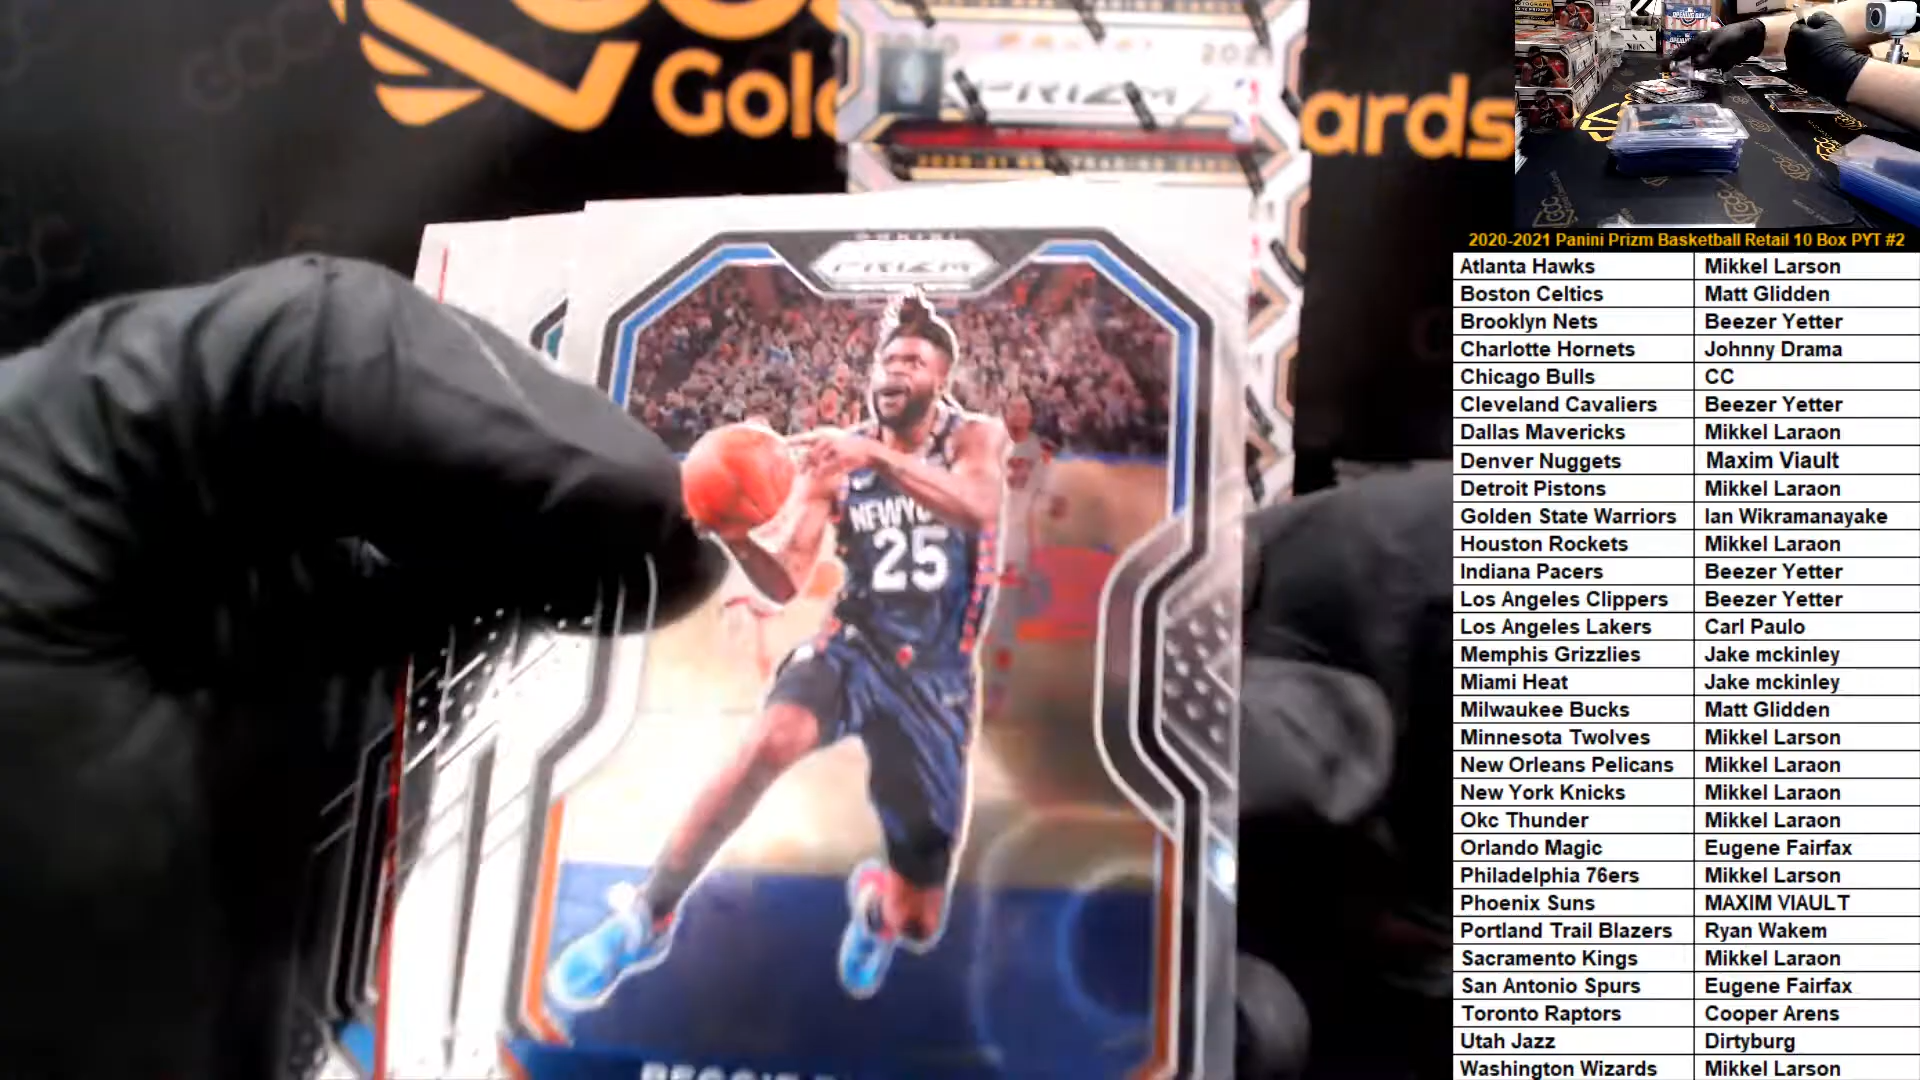 Gold
ards
2020
2021
PRIZM
PANINI
PRIZM
NEWY
25
REGGIE
2020-2021 Panini Prizm Basketball Retail 10 Box PYT #2
Atlanta Hawks Mikkel Larson
Boston Celtics Matt Glidden
Brooklyn Nets Beezer Yetter
Charlotte Hornets Johnny Drama
Chicago Bulls CC
Cleveland Cavaliers Beezer Yetter
Dallas Mavericks Mikkel Laraon
Denver Nuggets Maxim Viault
Detroit Pistons Mikkel Laraon
Golden State Warriors Ian Wikramanayake
Houston Rockets Mikkel Laraon
Indiana Pacers Beezer Yetter
Los Angeles Clippers Beezer Yetter
Los Angeles Lakers Carl Paulo
Memphis Grizzlies Jake mckinley
Miami Heat Jake mckinley
Milwaukee Bucks Matt Glidden
Minnesota Twolves Mikkel Larson
New Orleans Pelicans Mikkel Laraon
New York Knicks Mikkel Laraon
Okc Thunder Mikkel Laraon
Orlando Magic Eugene Fairfax
Philadelphia 76ers Mikkel Larson
Phoenix Suns MAXIM VIAULT
Portland Trail Blazers Ryan Wakem
Sacramento Kings Mikkel Laraon
San Antonio Spurs Eugene Fairfax
Toronto Raptors Cooper Arens
Utah Jazz Dirtyburg
Washington Wizards Mikkel Larson